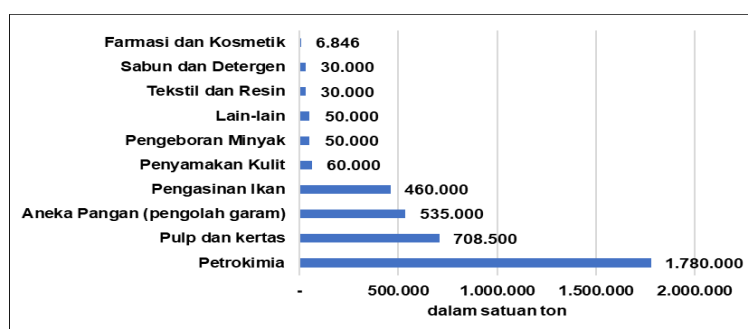 Farmasi dan Kosmetik 6.846
Sabun dan Detergen 30.000
Tekstil dan Resin 30.000
Lain-lain 50.000
Pengeboran Minyak 50.000
Penyamakan Kulit 60.000
Pengasinan Ikan 460.000
Aneka Pangan (pengolah garam) 535.000
Pulp dan kertas 708.500
Petrokimia 1.780.000
- 500.000 1.000.000 1.500.000 2.000.000
dalam satuan ton